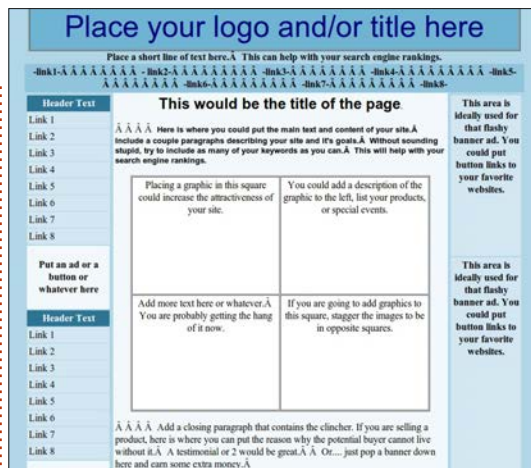 Place your logo and/or title here
Place a short line of text here.Â  This can help with your search engine rankings.
-link1-Â Â Â Â Â Â Â Â  - link2-Â Â Â Â Â Â Â Â  -link3-Â Â Â Â Â Â Â Â  -link4-Â Â Â Â Â Â Â Â Â  -link5-
Â Â Â Â Â Â Â Â  -link6-Â Â Â Â Â Â Â Â  -link7-Â Â Â Â Â Â Â Â  -link8-
Header Text
Link 1
Link 2
Link 3
Link 4
Link 5
Link 6
Link 7
Link 8
Put an ad or a
button or
whatever here
Header Text
Link 1
Link 2
Link 3
Link 4
Link 5
Link 6
Link 7
Link 8
This would be the title of the page
Â Â Â Â  Here is where you could put the main text and content of your site.Â
Include a couple paragraphs describing your site and it's goals.Â  Without sounding
stupid, try to include as many of your keywords as you can.Â  This will help with your
search engine rankings.
Placing a graphic in this square
could increase the attractiveness of
your site.
You could add a description of the
graphic to the left, list your products,
or special events.
Add more text here or whatever.Â
You are probably getting the hang
of it now.
If you are going to add graphics to
this square, stagger the images to be
in opposite squares.
Â Â Â Â  Add a closing paragraph that contains the clincher. If you are selling a
product, here is where you can put the reason why the potential buyer cannot live
without it.Â  A testimonial or 2 would be great.Â Â  Or.... just pop a banner down
here and earn some extra money.Â
This area is
ideally used for
that flashy
banner ad. You
could put
button links to
your favorite
websites.
This area is
ideally used for
that flashy
banner ad. You
could put
button links to
your favorite
websites.